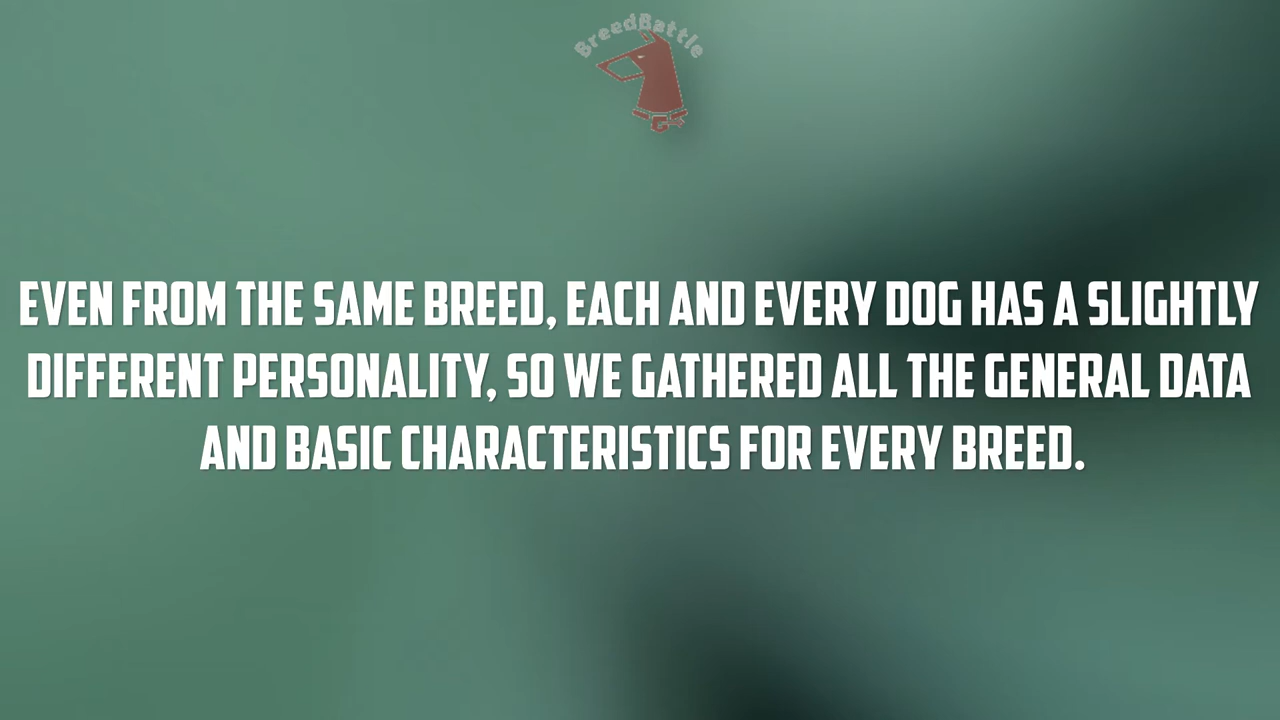 BreedBattle
EVEN FROM THE SAME BREED, EACH AND EVERY DOG HAS A SLIGHTLY
DIFFERENT PERSONALITY, SO WE GATHERED ALL THE GENERAL DATA
AND BASIC CHARACTERISTICS FOR EVERY BREED.